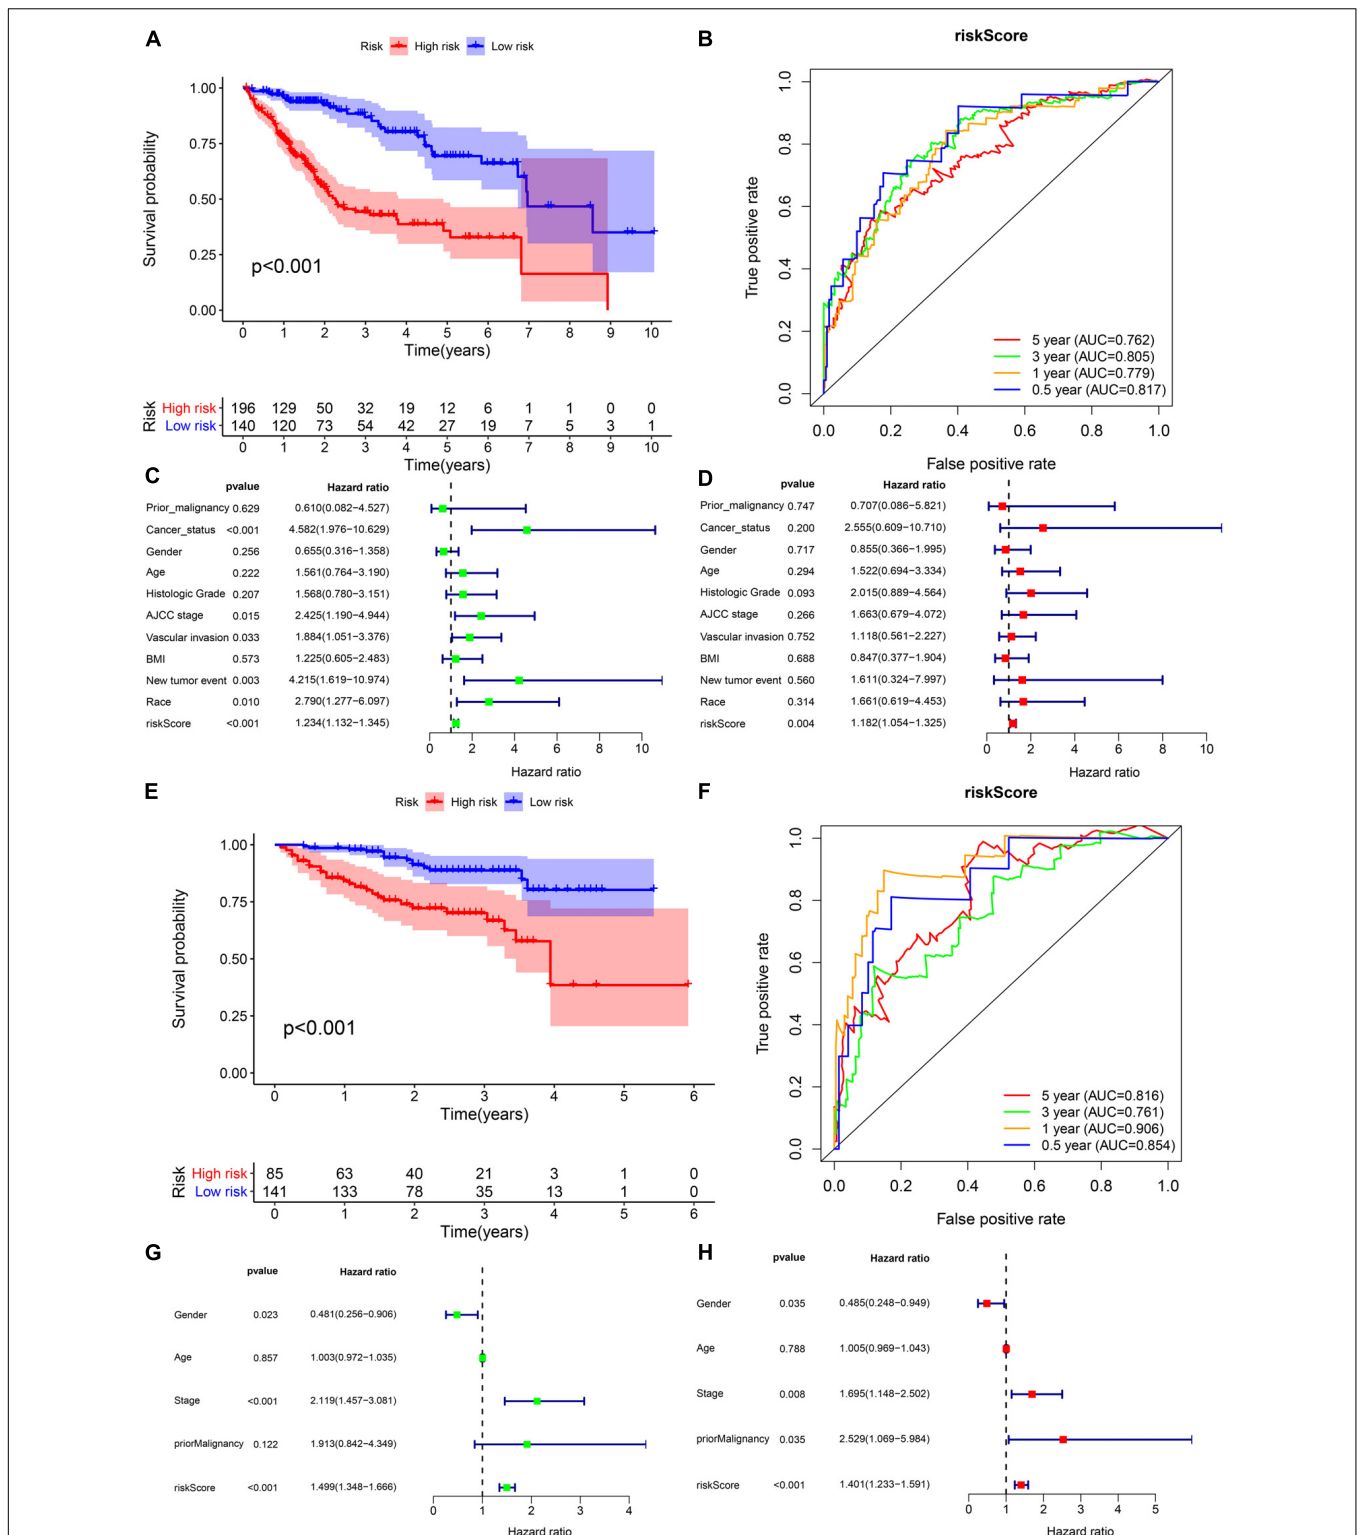 A
Risk High risk Low risk
Survival probability
1.00
0.75
0.50
0.25
0.00
p<0.001
0 1 2 3 4 5 6 7 8 9 10
Time(years)
Risk
High risk 196 129 50 32 19 12 6 1 1 0 0
Low risk 140 120 73 54 42 27 19 7 5 3 1
0 1 2 3 4 5 6 7 8 9 10
Time(years)
B
riskScore
True positive rate
1.0
0.8
0.6
0.4
0.2
0.0
5 year (AUC=0.762)
3 year (AUC=0.805)
1 year (AUC=0.779)
0.5 year (AUC=0.817)
0.0 0.2 0.4 0.6 0.8 1.0
False positive rate
C
pvalue Hazard ratio
Prior_malignancy 0.629 0.610(0.082−4.527)
Cancer_status <0.001 4.582(1.976−10.629)
Gender 0.256 0.655(0.316−1.358)
Age 0.222 1.561(0.764−3.190)
Histologic Grade 0.207 1.568(0.780−3.151)
AJCC stage 0.015 2.425(1.190−4.944)
Vascular invasion 0.033 1.884(1.051−3.376)
BMI 0.573 1.225(0.605−2.483)
New tumor event 0.003 4.215(1.619−10.974)
Race 0.010 2.790(1.277−6.097)
riskScore <0.001 1.234(1.132−1.345)
0 2 4 6 8 10
Hazard ratio
D
pvalue Hazard ratio
Prior_malignancy 0.747 0.707(0.086−5.821)
Cancer_status 0.200 2.555(0.609−10.710)
Gender 0.717 0.855(0.366−1.995)
Age 0.294 1.522(0.694−3.334)
Histologic Grade 0.093 2.015(0.889−4.564)
AJCC stage 0.266 1.663(0.679−4.072)
Vascular invasion 0.752 1.118(0.561−2.227)
BMI 0.688 0.847(0.377−1.904)
New tumor event 0.560 1.611(0.324−7.997)
Race 0.314 1.661(0.619−4.453)
riskScore 0.004 1.182(1.054−1.325)
0 2 4 6 8 10
Hazard ratio
E
Risk High risk Low risk
Survival probability
1.00
0.75
0.50
0.25
0.00
p<0.001
0 1 2 3 4 5 6
Time(years)
Risk
High risk 85 63 40 21 3 1 0
Low risk 141 133 78 35 13 1 0
0 1 2 3 4 5 6
Time(years)
F
riskScore
True positive rate
1.0
0.8
0.6
0.4
0.2
0.0
5 year (AUC=0.816)
3 year (AUC=0.761)
1 year (AUC=0.906)
0.5 year (AUC=0.854)
0.0 0.2 0.4 0.6 0.8 1.0
False positive rate
G
pvalue Hazard ratio
Gender 0.023 0.481(0.256−0.906)
Age 0.857 1.003(0.972−1.035)
Stage <0.001 2.119(1.457−3.081)
priorMalignancy 0.122 1.913(0.842−4.349)
riskScore <0.001 1.499(1.348−1.666)
0 1 2 3 4
Hazard ratio
H
pvalue Hazard ratio
Gender 0.035 0.485(0.248−0.949)
Age 0.788 1.005(0.969−1.043)
Stage 0.008 1.695(1.148−2.502)
priorMalignancy 0.035 2.529(1.069−5.984)
riskScore <0.001 1.401(1.233−1.591)
0 1 2 3 4 5
Hazard ratio